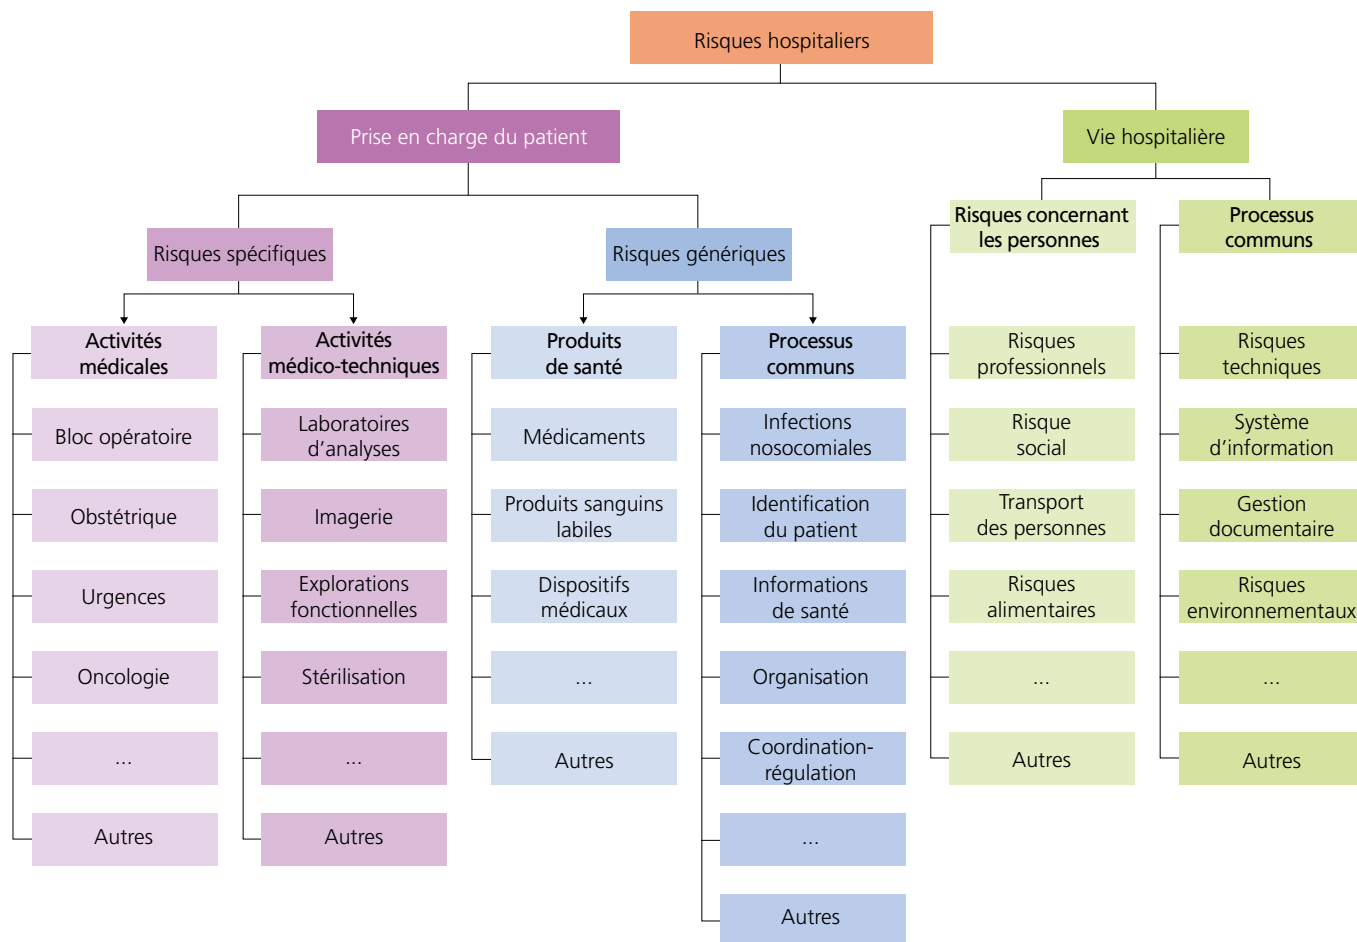 Risques hospitaliers
Prise en charge du patient
Vie hospitalière
Risques spécifiques
Risques génériques
Risques concernant
les personnes
Processus
communs
Activités
médicales
Bloc opératoire
Obstétrique
Urgences
Oncologie
...
Autres
Activités
médico-techniques
Laboratoires
d’analyses
Imagerie
Explorations
fonctionnelles
Stérilisation
...
Autres
Produits
de santé
Médicaments
Produits sanguins
labiles
Dispositifs
médicaux
...
Autres
Processus
communs
Infections
nosocomiales
Identification
du patient
Informations
de santé
Organisation
Coordination-
régulation
...
Autres
Risques
professionnels
Risque
social
Transport
des personnes
Risques
alimentaires
...
Autres
Risques
techniques
Système
d’information
Gestion
documentaire
Risques
environnementaux
...
Autres